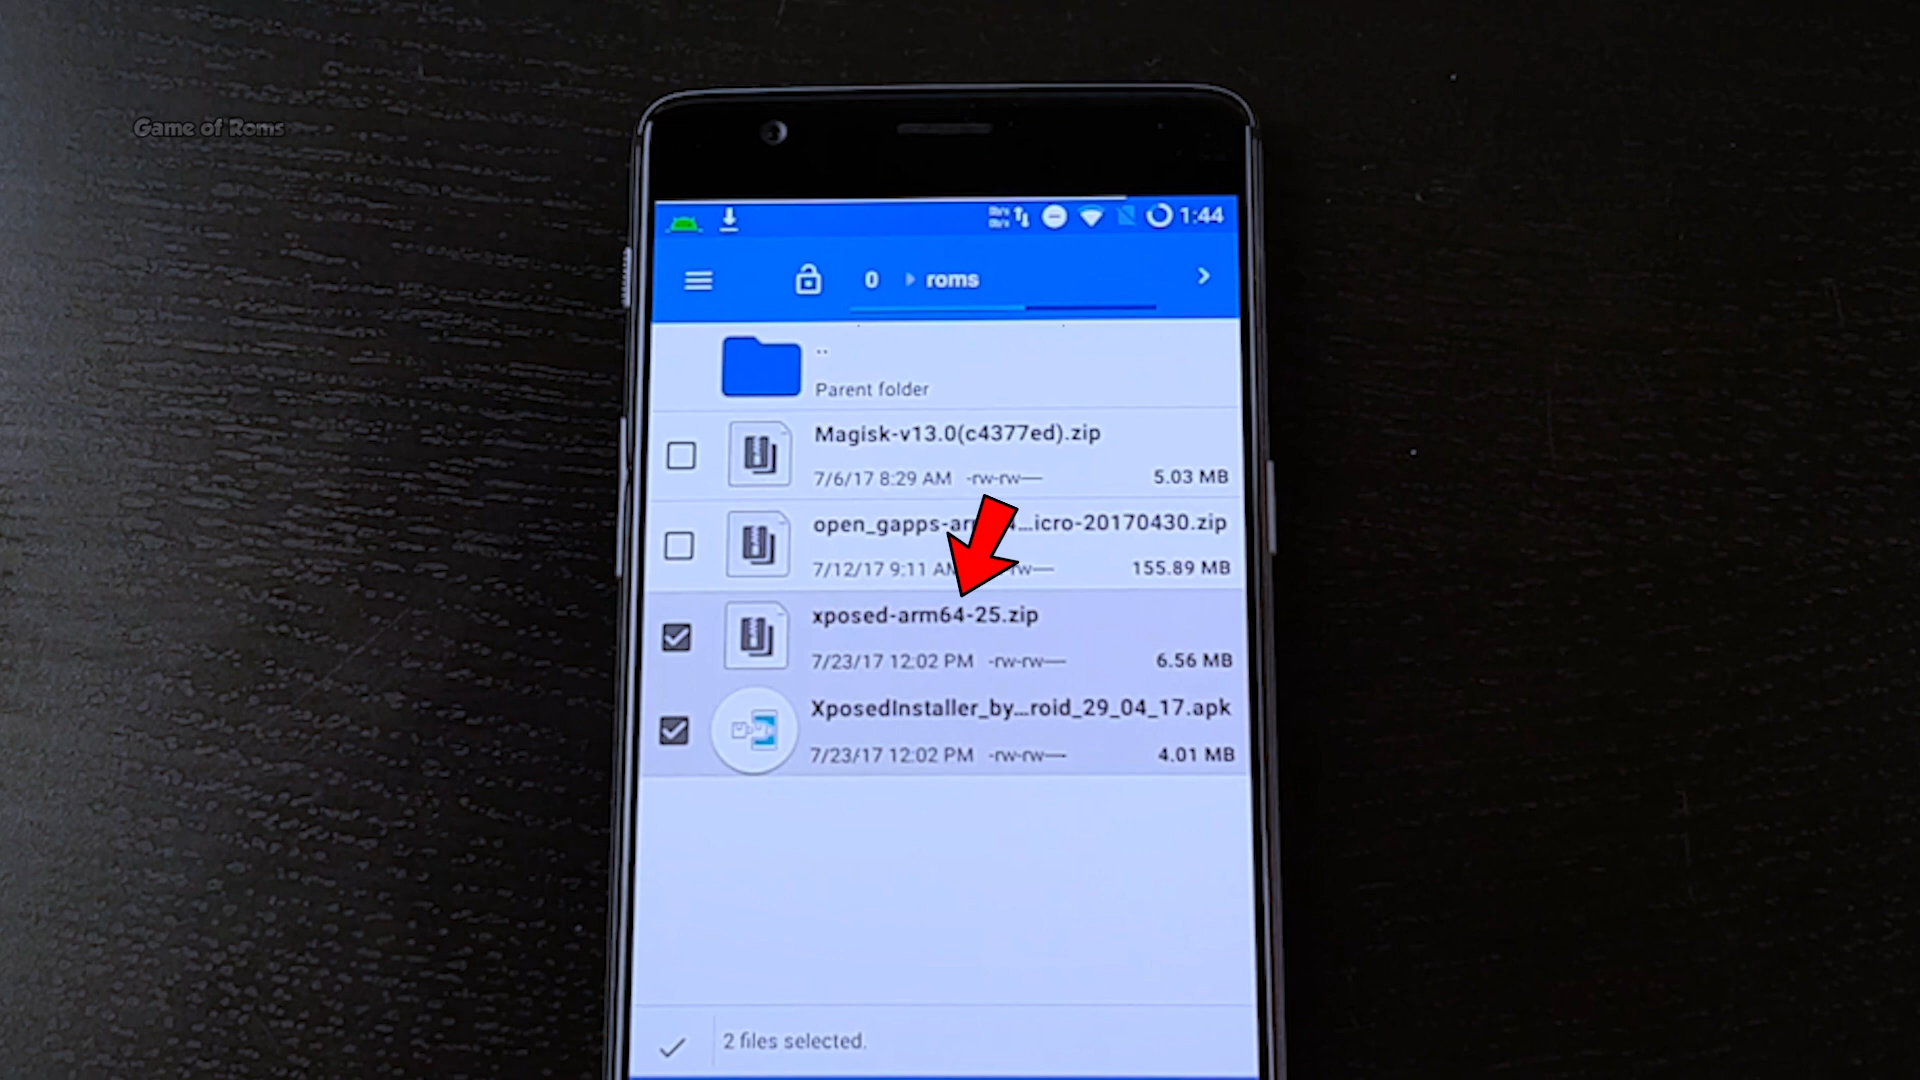 Game of Roms
1:44
0 roms
..
Parent folder
Magisk-v13.0(c4377ed).zip
7/6/17 8:29 AM -rw-rw—
5.03 MB
open_gapps-ar 4...icro-20170430.zip
7/12/17 9:11 AM rw—
155.89 MB
xposed-arm64-25.zip
7/23/17 12:02 PM -rw-rw—
6.56 MB
XposedInstaller_by...roid_29_04_17.apk
7/23/17 12:02 PM -rw-rw—
4.01 MB
2 files selected.